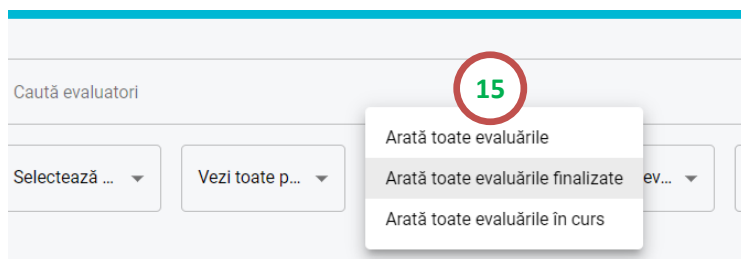 Caută evaluatori
15
Arată toate evaluările
Selectează ...
Vezi toate p...
Arată toate evaluările finalizate
ev...
Arată toate evaluările în curs